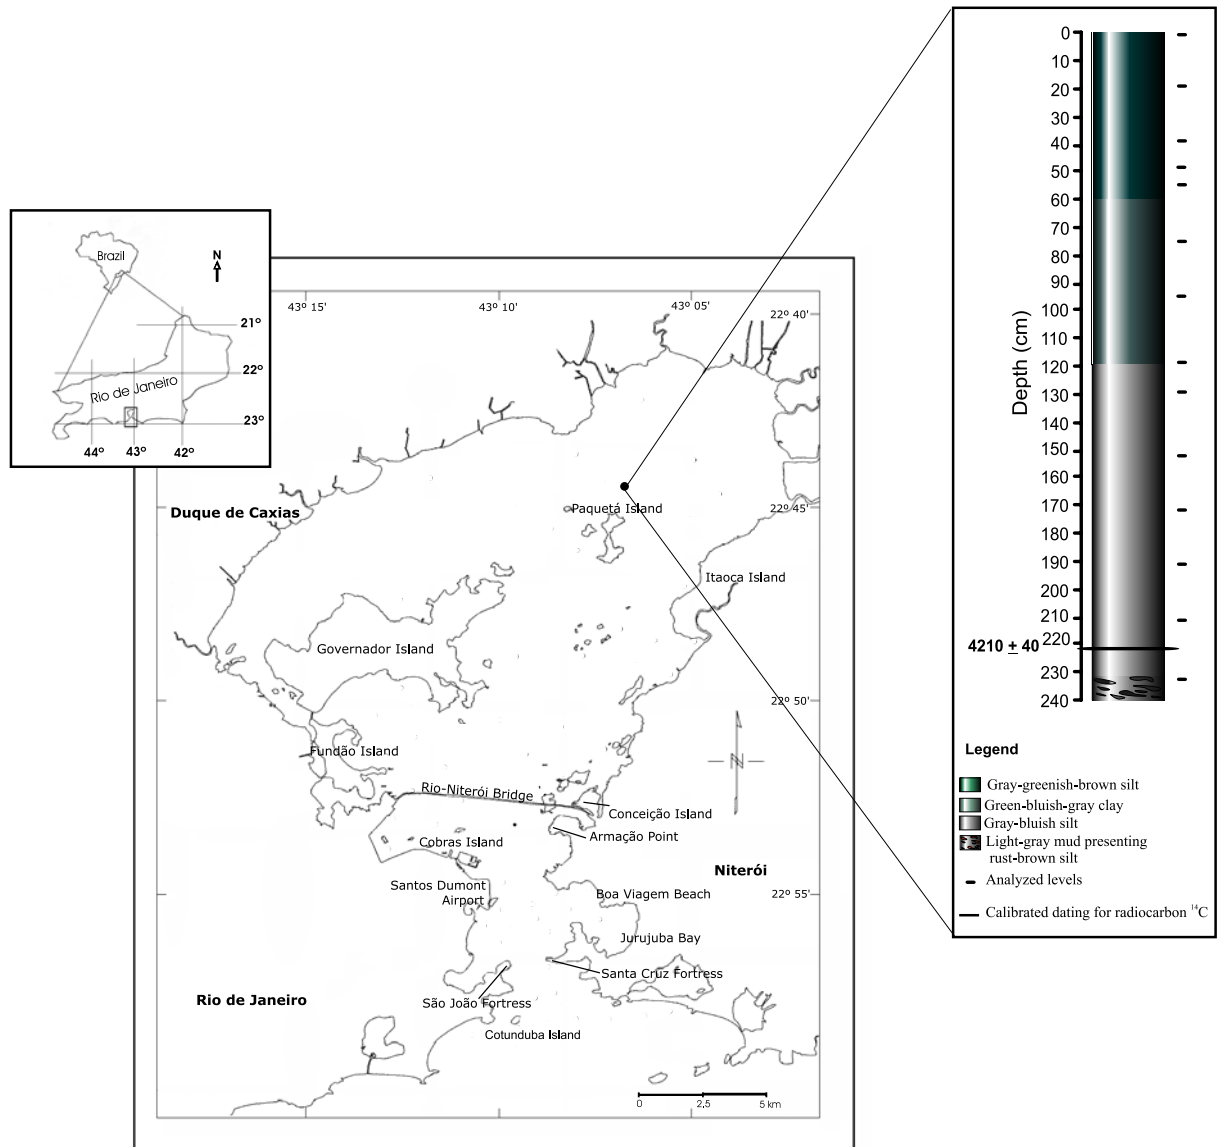 Brazil
N
21º
22º
Rio de Janeiro
23º
44º
43º
42º
43º 15'
43º 10'
43º 05'
22º 40'
Duque de Caxias
Paquetá Island
22º 45'
Itaoca Island
Governador Island
22º 50'
Fundão Island
N
Rio-Niterói Bridge
Conceição Island
Armação Point
Cobras Island
Niterói
Santos Dumont
Airport
Boa Viagem Beach
22º 55'
Jurujuba Bay
Santa Cruz Fortress
Rio de Janeiro
São João Fortress
Cotunduba Island
0
2,5
5 km
Depth (cm)
0
10
20
30
40
50
60
70
80
90
100
110
120
130
140
150
160
170
180
190
200
210
220
4210 ± 40
230
240
Legend
Gray-greenish-brown silt
Green-bluish-gray clay
Gray-bluish silt
Light-gray mud presenting
rust-brown silt
Analyzed levels
Calibrated dating for radiocarbon ¹⁴C